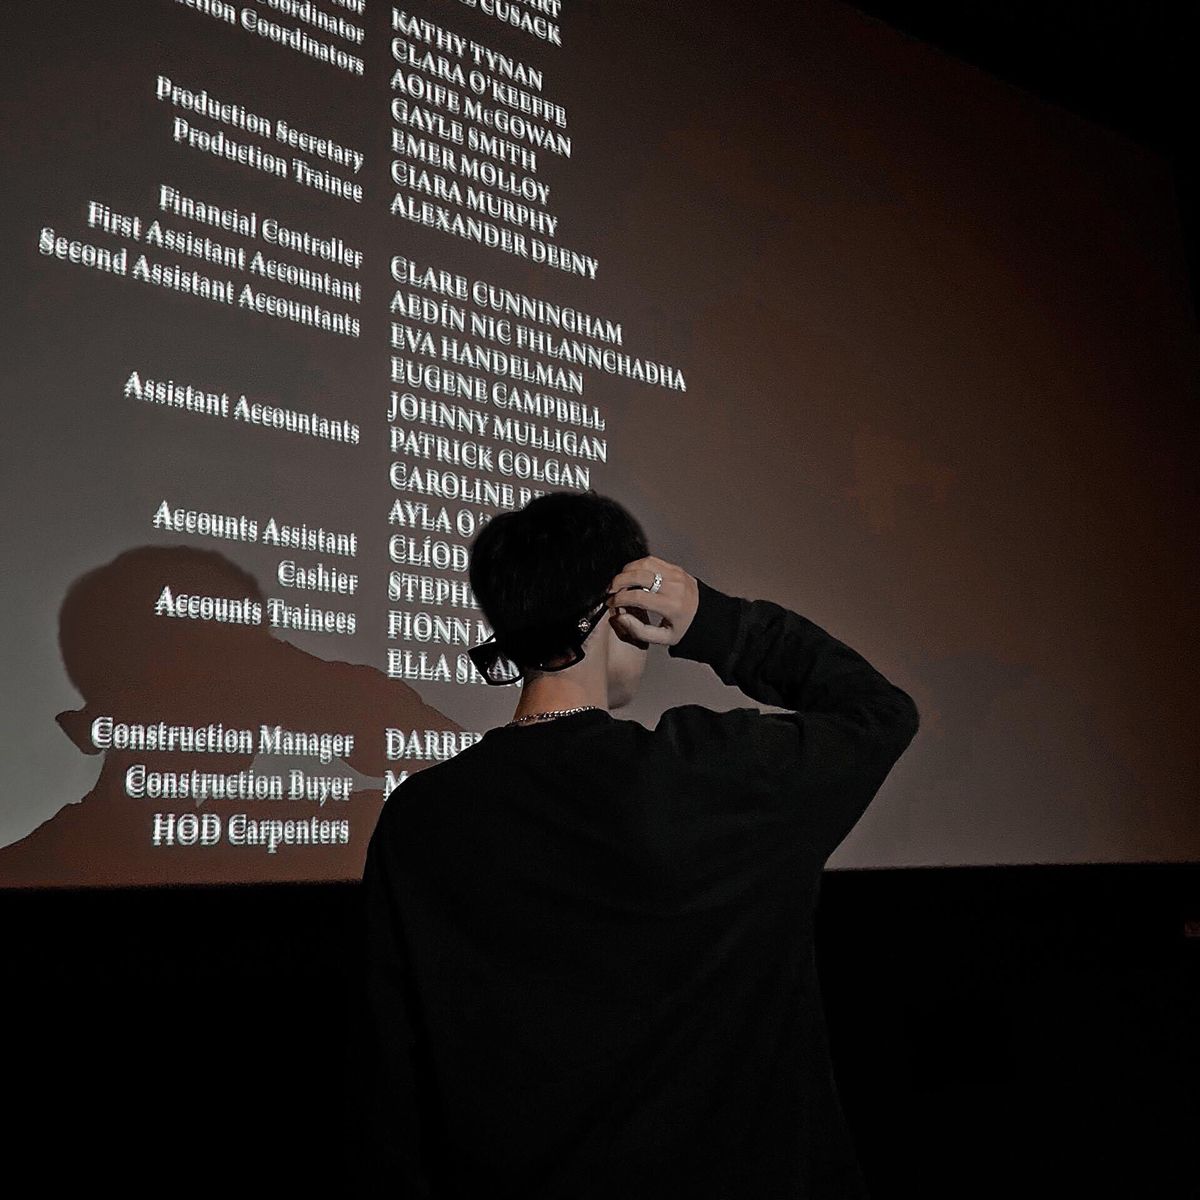 CUSACK
Coordinator KATHY TYNAN
Coordinators CLARA O'KEEFFE
AOIFE McGOWAN
GAYLE SMITH
Production Secretary EMER MOLLOY
Production Trainee CIARA MURPHY
ALEXANDER DEENY
Financial Controller CLARE CUNNINGHAM
First Assistant Accountant AEDÍN NIC FHLANNCHADHA
Second Assistant Accountants EVA HANDELMAN
EUGENE CAMPBELL
JOHNNY MULLIGAN
Assistant Accountants PATRICK COLGAN
CAROLINE
AYLA
Accounts Assistant
Cashier
Accounts Trainees FIONN
ELLA
Construction Manager DARREN
Construction Buyer
HOD Carpenters